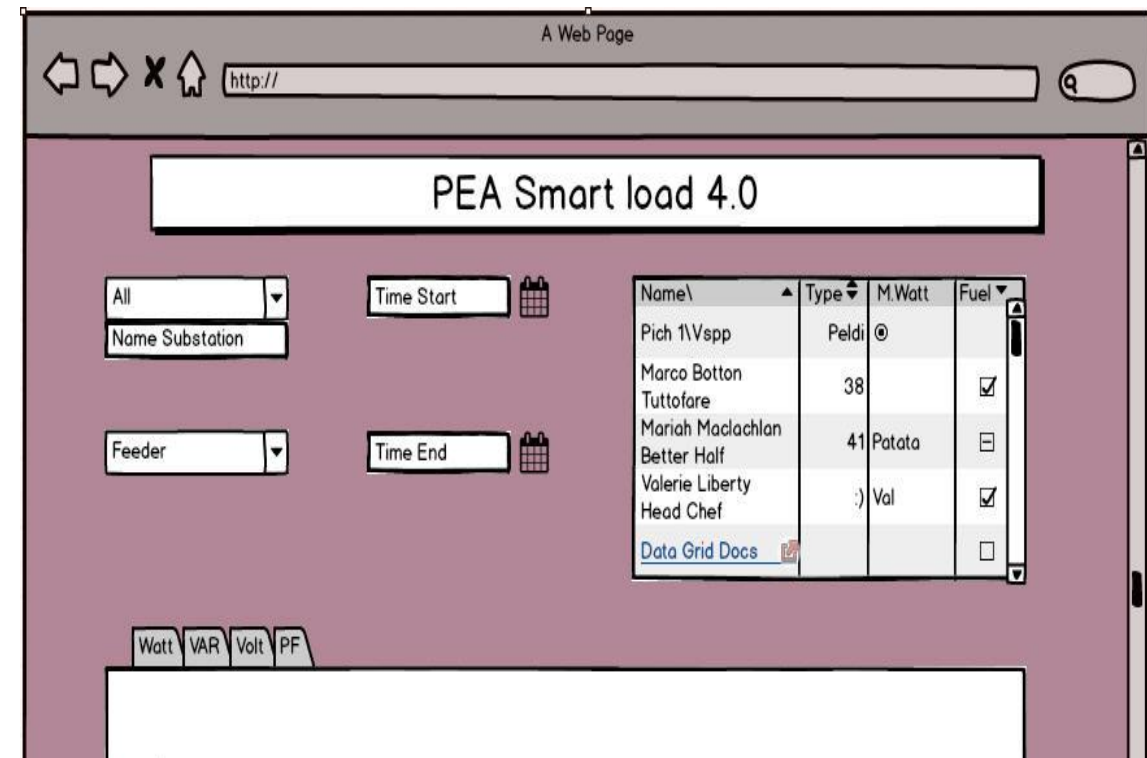 A Web Page
http://
PEA Smart load 4.0
All
Name Substation
Time Start
Feeder
Time End
Name\ Type M.Watt Fuel
Pich 1\Vspp Peldi
Marco Botton
Tuttofare 38
Mariah Maclachlan
Better Half 41 Patata
Valerie Liberty
Head Chef :) Val
Data Grid Docs
Watt VAR Volt PF